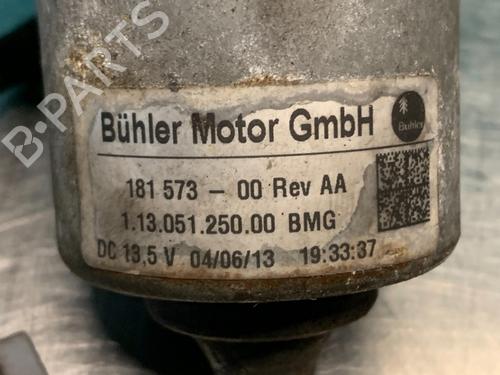 Bühler Motor GmbH
Bühler
181 573 - 00 Rev AA
1.13.051.250.00 BMG
DC 13,5 V 04/06/13 19:33:37
B-PARTS